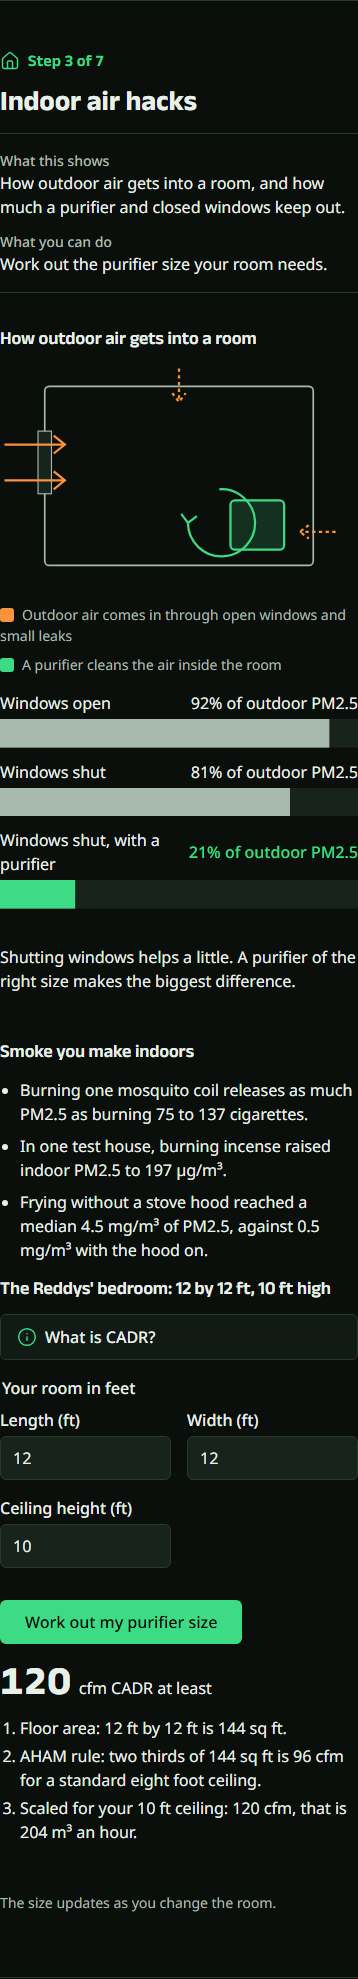 Step 3 of 7
Indoor air hacks
What this shows
How outdoor air gets into a room, and how
much a purifier and closed windows keep out.
What you can do
Work out the purifier size your room needs.
How outdoor air gets into a room
Outdoor air comes in through open windows and
small leaks
A purifier cleans the air inside the room
Windows open 92% of outdoor PM2.5
Windows shut 81% of outdoor PM2.5
Windows shut, with a
purifier
21% of outdoor PM2.5
Shutting windows helps a little. A purifier of the
right size makes the biggest difference.
Smoke you make indoors
• Burning one mosquito coil releases as much
PM2.5 as burning 75 to 137 cigarettes.
• In one test house, burning incense raised
indoor PM2.5 to 197 µg/m³.
• Frying without a stove hood reached a
median 4.5 mg/m³ of PM2.5, against 0.5
mg/m³ with the hood on.
The Reddys' bedroom: 12 by 12 ft, 10 ft high
What is CADR?
Your room in feet
Length (ft) Width (ft)
12 12
Ceiling height (ft)
10
Work out my purifier size
120 cfm CADR at least
1. Floor area: 12 ft by 12 ft is 144 sq ft.
2. AHAM rule: two thirds of 144 sq ft is 96 cfm
for a standard eight foot ceiling.
3. Scaled for your 10 ft ceiling: 120 cfm, that is
204 m³ an hour.
The size updates as you change the room.